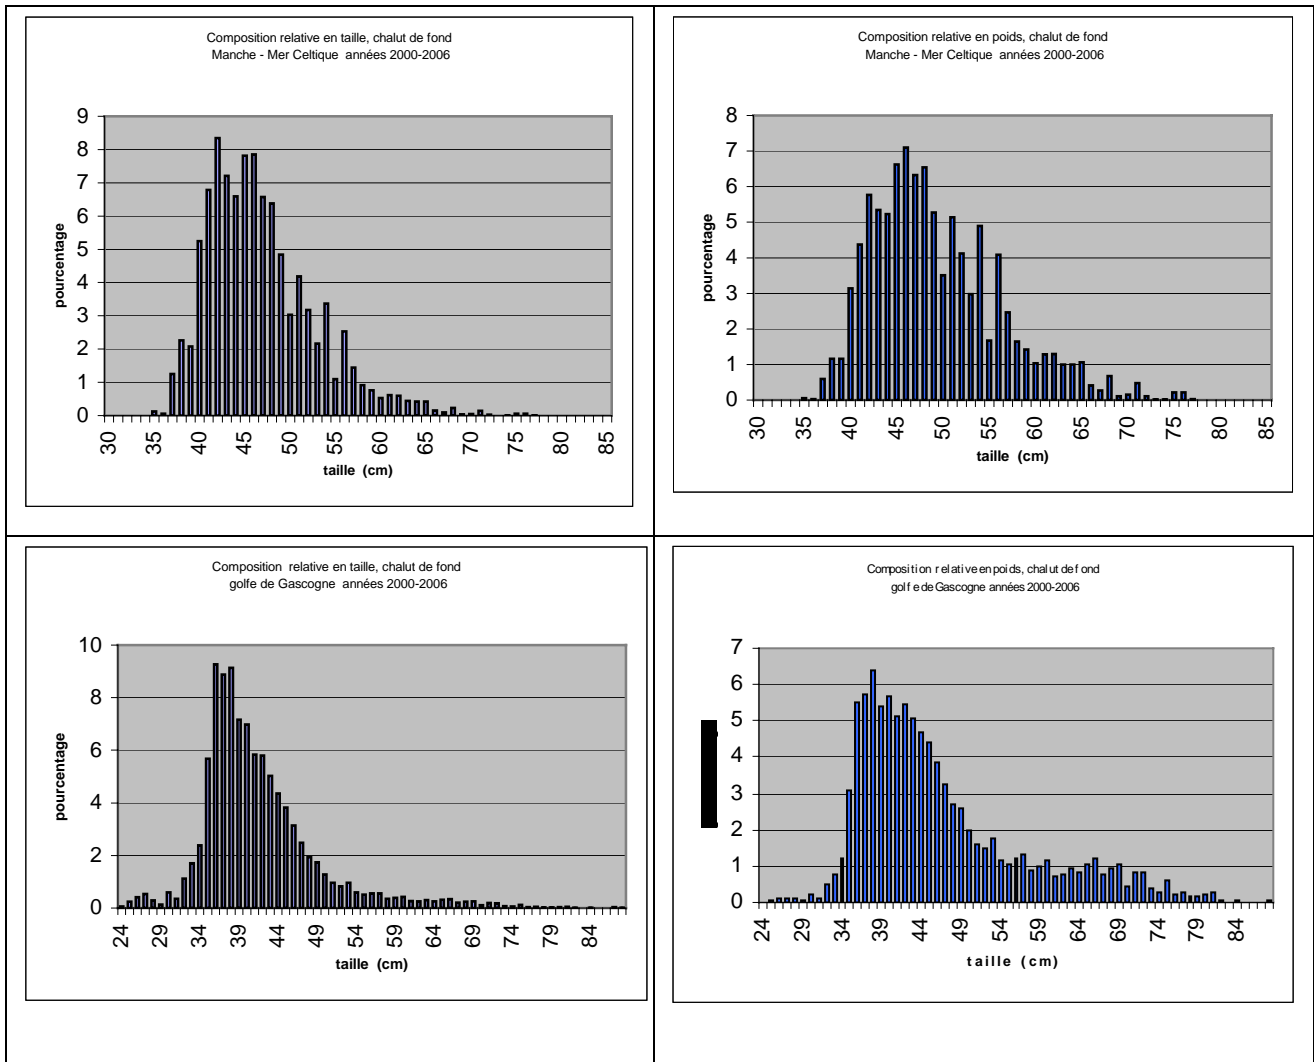 Composition relative en taille, chalut de fond
Manche - Mer Celtique années 2000-2006
9
8
7
6
5
4
3
2
1
0
pourcentage
30 35 40 45 50 55 60 65 70 75 80 85
taille (cm)
Composition relative en poids, chalut de fond
Manche - Mer Celtique années 2000-2006
8
7
6
5
4
3
2
1
0
pourcentage
30 35 40 45 50 55 60 65 70 75 80 85
taille (cm)
Composition relative en taille, chalut de fond
golfe de Gascogne années 2000-2006
10
8
6
4
2
0
pourcentage
24 29 34 39 44 49 54 59 64 69 74 79 84
taille (cm)
Composition relative en poids, chalut de fond
golfe de Gascogne années 2000-2006
7
6
5
4
3
2
1
0
24 29 34 39 44 49 54 59 64 69 74 79 84
taille (cm)